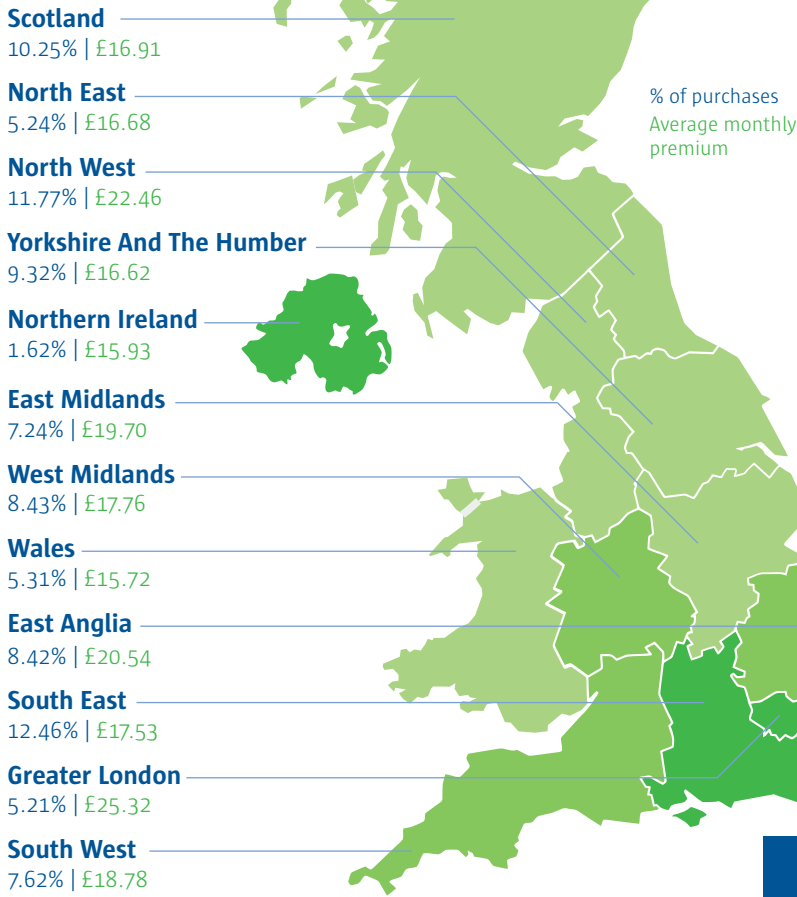 Scotland
10.25% | £16.91
North East
5.24% | £16.68
% of purchases
Average monthly
premium
North West
11.77% | £22.46
Yorkshire And The Humber
9.32% | £16.62
Northern Ireland
1.62% | £15.93
East Midlands
7.24% | £19.70
West Midlands
8.43% | £17.76
Wales
5.31% | £15.72
East Anglia
8.42% | £20.54
South East
12.46% | £17.53
Greater London
5.21% | £25.32
South West
7.62% | £18.78